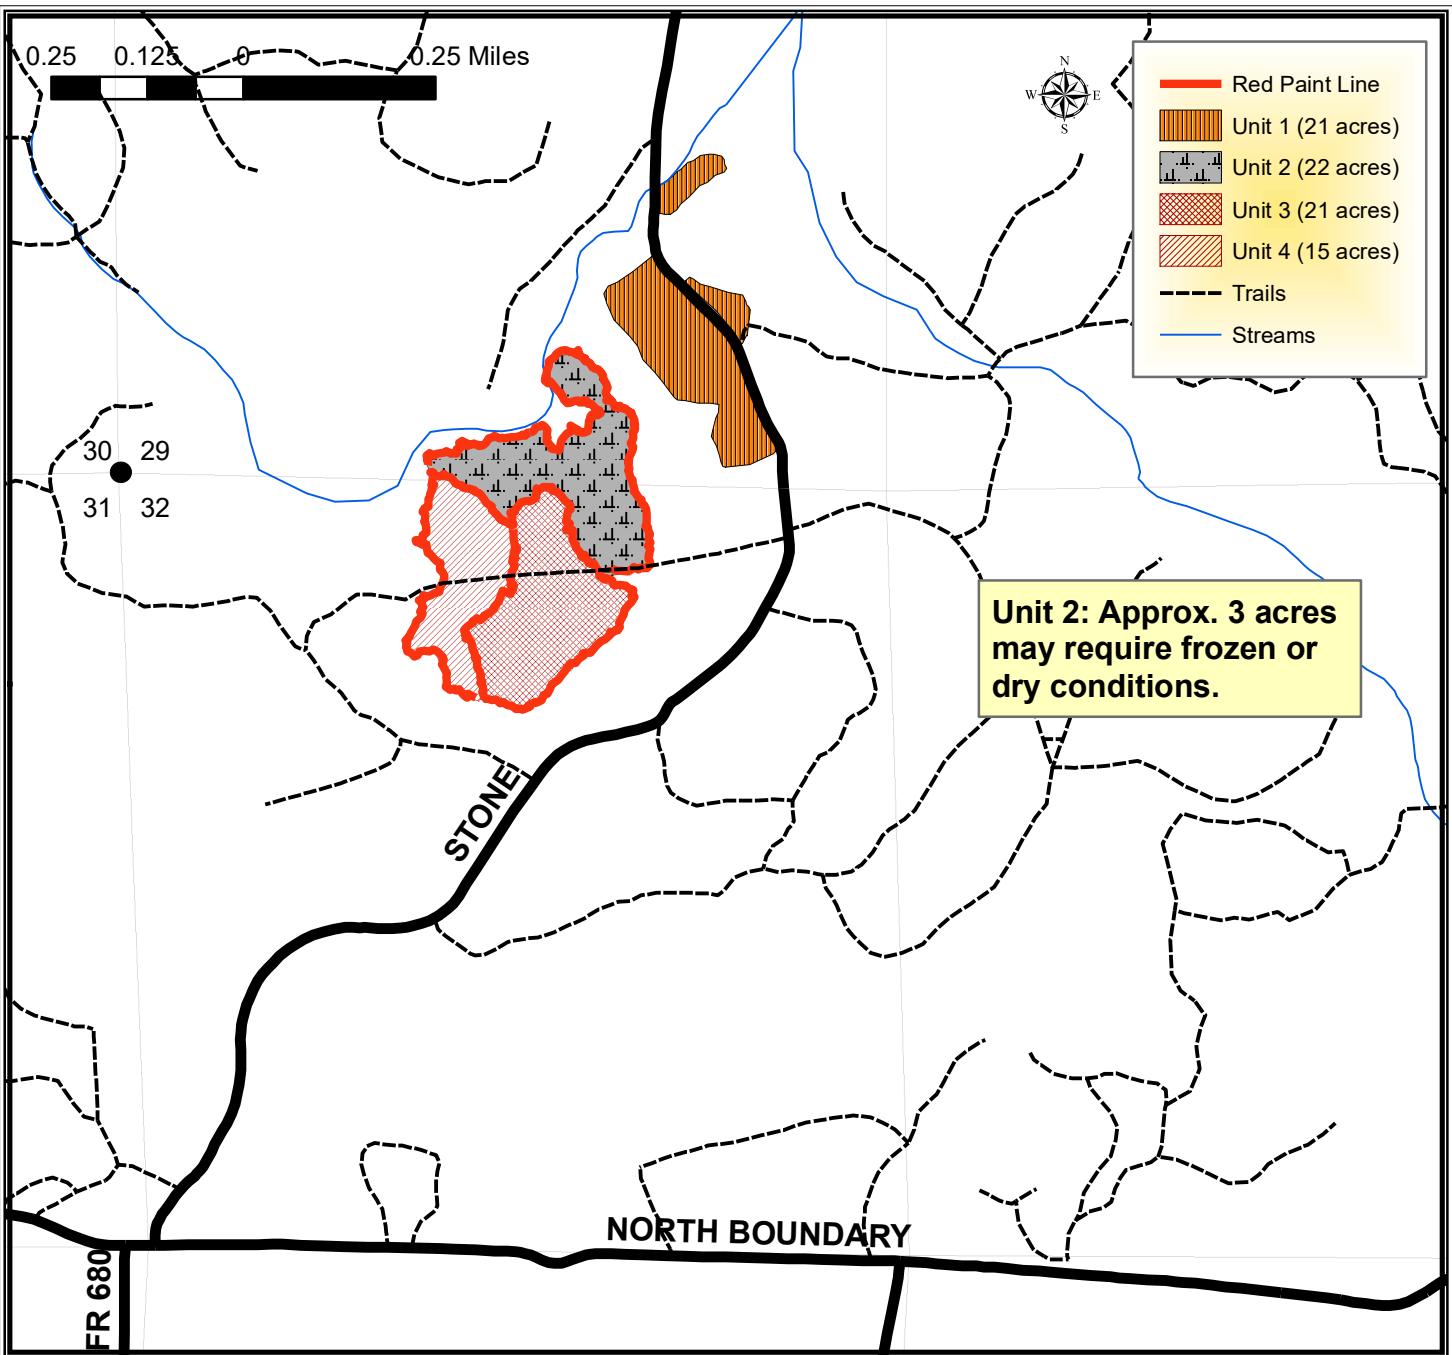 0.25 0.125 0 0.25 Miles
N
W E
S
Red Paint Line
Unit 1 (21 acres)
Unit 2 (22 acres)
Unit 3 (21 acres)
Unit 4 (15 acres)
Trails
Streams
30 29
31 32
Unit 2: Approx. 3 acres
may require frozen or
dry conditions.
STONE
NORTH BOUNDARY
FR 680